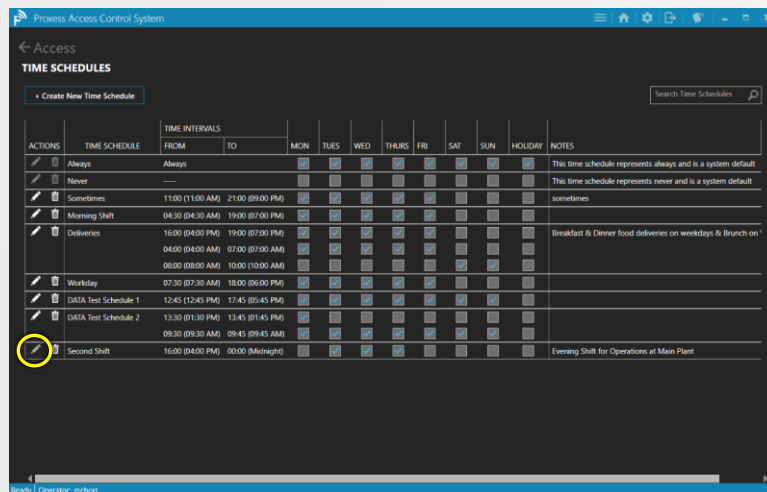 Proxess Access Control System
Access
TIME SCHEDULES
+ Create New Time Schedule
Search Time Schedules
TIME INTERVALS
ACTIONS TIME SCHEDULE FROM TO MON TUES WED THURS FRI SAT SUN HOLIDAY NOTES
Always Always This time schedule represents always and is a system default
Never ---- This time schedule represents never and is a system default
Sometimes 11:00 (11:00 AM) 21:00 (09:00 PM) sometimes
Morning Shift 04:30 (04:30 AM) 19:00 (07:00 PM)
Deliveries 16:00 (04:00 PM) 19:00 (07:00 PM) Breakfast & Dinner food deliveries on weekdays & Brunch on
04:00 (04:00 AM) 07:00 (07:00 AM)
08:00 (08:00 AM) 10:00 (10:00 AM)
Workday 07:30 (07:30 AM) 18:00 (06:00 PM)
DATA Test Schedule 1 12:45 (12:45 PM) 17:45 (05:45 PM)
DATA Test Schedule 2 13:30 (01:30 PM) 13:45 (01:45 PM)
09:30 (09:30 AM) 09:45 (09:45 AM)
Second Shift 16:00 (04:00 PM) 00:00 (Midnight) Evening Shift for Operations at Main Plant
Ready Operator: rschorr